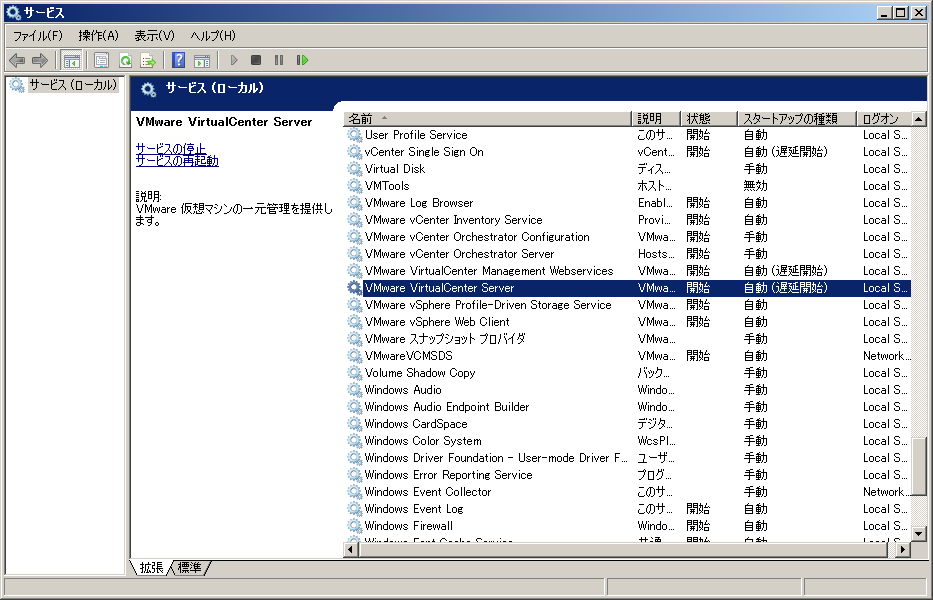 サービス
ファイル(F) 操作(A) 表示(V) ヘルプ(H)
サービス (ローカル)
サービス (ローカル)
VMware VirtualCenter Server
サービスの停止
サービスの再起動
説明:
VMware 仮想マシンの一元管理を提供し
ます。
名前 説明 状態 スタートアップの種類 ログオン
User Profile Service このサ... 開始 自動 Local S...
vCenter Single Sign On vCent... 開始 自動 (遅延開始) Local S...
Virtual Disk ディス... 手動 Local S...
VMTools ホスト... 無効 Local S...
VMware Log Browser Enabl... 開始 自動 Local S...
VMware vCenter Inventory Service Provi... 開始 自動 Local S...
VMware vCenter Orchestrator Configuration VMwa... 開始 手動 Local S...
VMware vCenter Orchestrator Server Hosts... 開始 手動 Local S...
VMware VirtualCenter Management Webservices VMwa... 開始 自動 (遅延開始) Local S...
VMware VirtualCenter Server VMwa... 開始 自動 (遅延開始) Local S...
VMware vSphere Profile-Driven Storage Service VMwa... 開始 自動 Local S...
VMware vSphere Web Client VMwa... 開始 自動 Local S...
VMware スナップショット プロバイダ VMwa... 手動 Local S...
VMwareVCMSDS VMwa... 開始 自動 Network...
Volume Shadow Copy バック... 手動 Local S...
Windows Audio Windo... 手動 Local S...
Windows Audio Endpoint Builder Windo... 手動 Local S...
Windows CardSpace デジタ... 手動 Local S...
Windows Color System WcsPl... 手動 Local S...
Windows Driver Foundation - User-mode Driver F... ユーザ... 手動 Local S...
Windows Error Reporting Service プログ... 手動 Local S...
Windows Event Collector このサ... 手動 Network...
Windows Event Log このサ... 開始 自動 Local S...
Windows Firewall Windo... 開始 自動 Local S...
拡張 標準